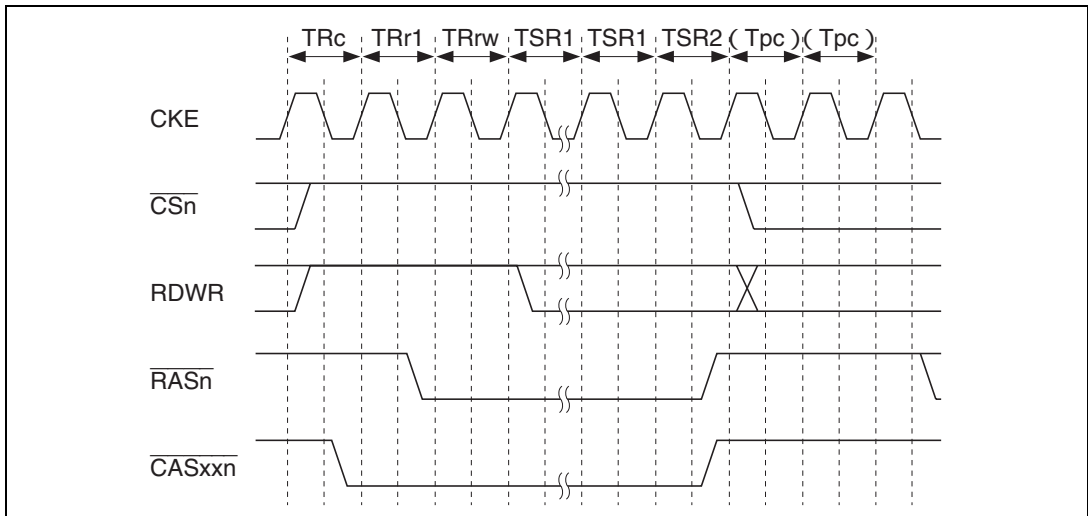 TRc TRr1 TRrw TSR1 TSR1 TSR2 ( Tpc ) ( Tpc )
CKE
CSn
RDWR
RASn
CASxxn